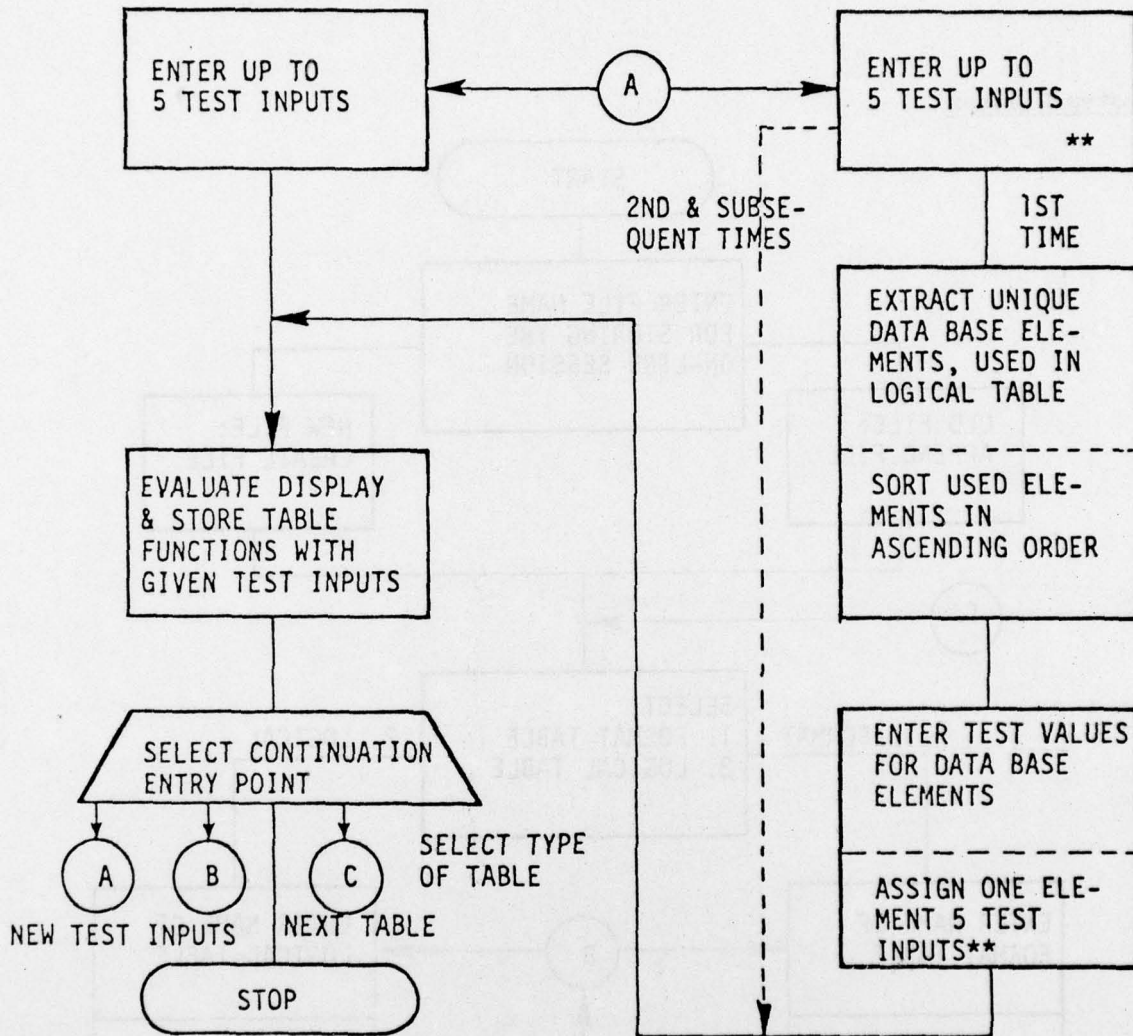 ENTER UP TO
5 TEST INPUTS
A
ENTER UP TO
5 TEST INPUTS
**
2ND & SUBSE-
QUENT TIMES
1ST
TIME
EXTRACT UNIQUE
DATA BASE ELE-
MENTS, USED IN
LOGICAL TABLE
SORT USED ELE-
MENTS IN
ASCENDING ORDER
EVALUATE DISPLAY
& STORE TABLE
FUNCTIONS WITH
GIVEN TEST INPUTS
SELECT CONTINUATION
ENTRY POINT
A
B
C
SELECT TYPE
OF TABLE
NEW TEST INPUTS
NEXT TABLE
STOP
ENTER TEST VALUES
FOR DATA BASE
ELEMENTS
ASSIGN ONE ELE-
MENT 5 TEST
INPUTS**